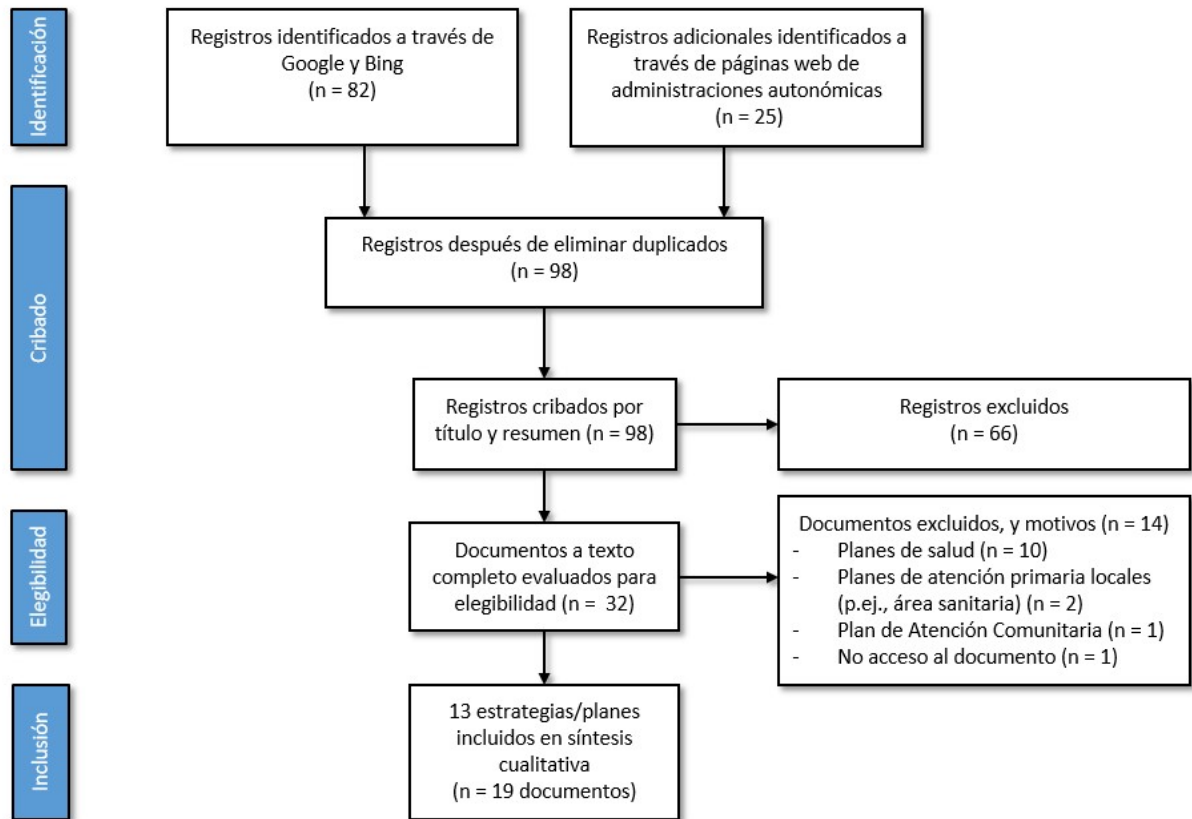 Identificación
Registros identificados a través de
Google y Bing
(n = 82)
Registros adicionales identificados a
través de páginas web de
administraciones autonómicas
(n = 25)
Cribado
Registros después de eliminar duplicados
(n = 98)
Registros cribados por
título y resumen (n = 98)
Registros excluidos
(n = 66)
Elegibilidad
Documentos a texto
completo evaluados para
elegibilidad (n = 32)
Documentos excluidos, y motivos (n = 14)
- Planes de salud (n = 10)
- Planes de atención primaria locales
(p.ej., área sanitaria) (n = 2)
- Plan de Atención Comunitaria (n = 1)
- No acceso al documento (n = 1)
Inclusión
13 estrategias/planes
incluidos en síntesis
cualitativa
(n = 19 documentos)